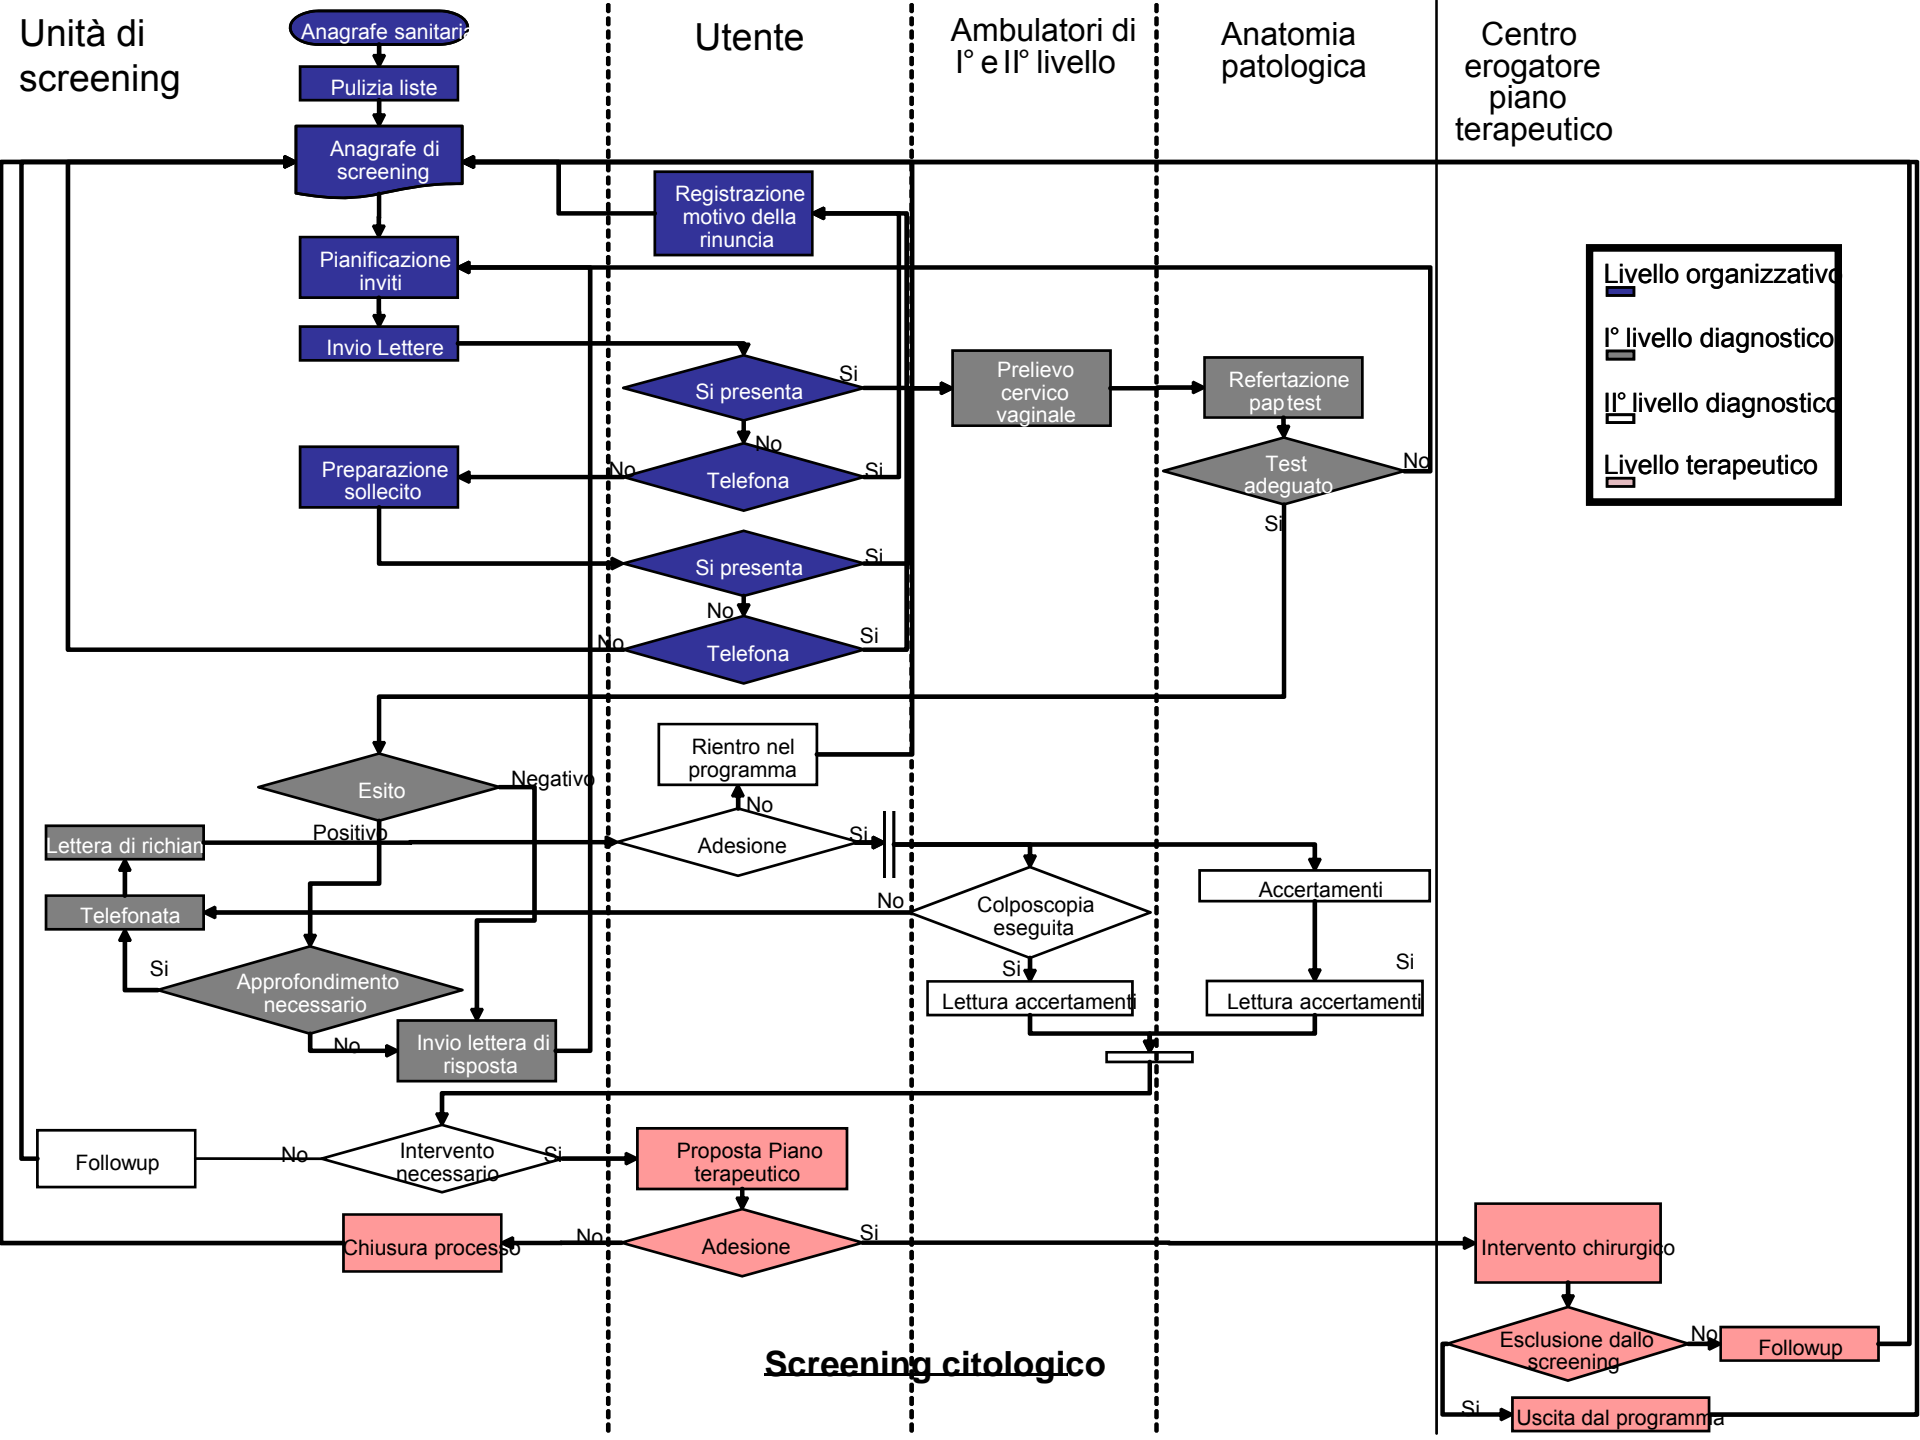 Unità di
screening
Utente
Ambulatori di
I° e II° livello
Anatomia
patologica
Centro
erogatore
piano
terapeutico
Anagrafe sanitaria
Pulizia liste
Anagrafe di
screening
Registrazione
motivo della
rinuncia
Pianificazione
inviti
Livello organizzativo
I° livello diagnostico
II° livello diagnostico
Livello terapeutico
Invio Lettere
Si presenta
Si
No
Prelievo
cervico
vaginale
Refertazione
pap test
Preparazione
sollecito
No
Telefona
Si
Test
adeguato
No
Si
Si presenta
Si
No
No
Telefona
Si
Rientro nel
programma
Esito
Negativo
No
Lettera di richiam
Positivo
Adesione
Si
Telefonata
No
Colposcopia
eseguita
Accertamenti
Si
Approfondimento
necessario
Si
Si
Lettura accertamenti
Lettura accertamenti
No
Invio lettera di
risposta
Followup
No
Intervento
necessario
Si
Proposta Piano
terapeutico
Chiusura processo
No
Adesione
Si
Intervento chirurgico
Screening citologico
Esclusione dallo
screening
No
Followup
Si
Uscita dal programma